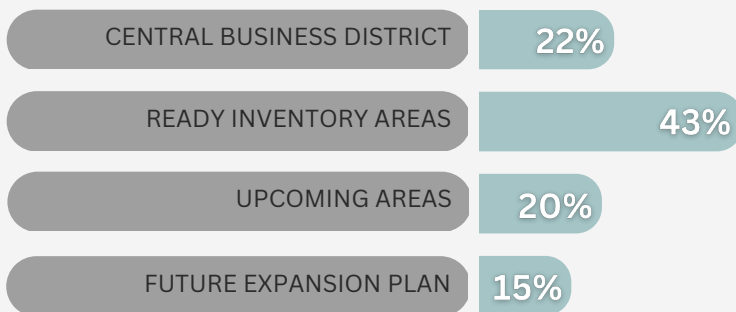 CENTRAL BUSINESS DISTRICT 22%
READY INVENTORY AREAS 43%
UPCOMING AREAS 20%
FUTURE EXPANSION PLAN 15%